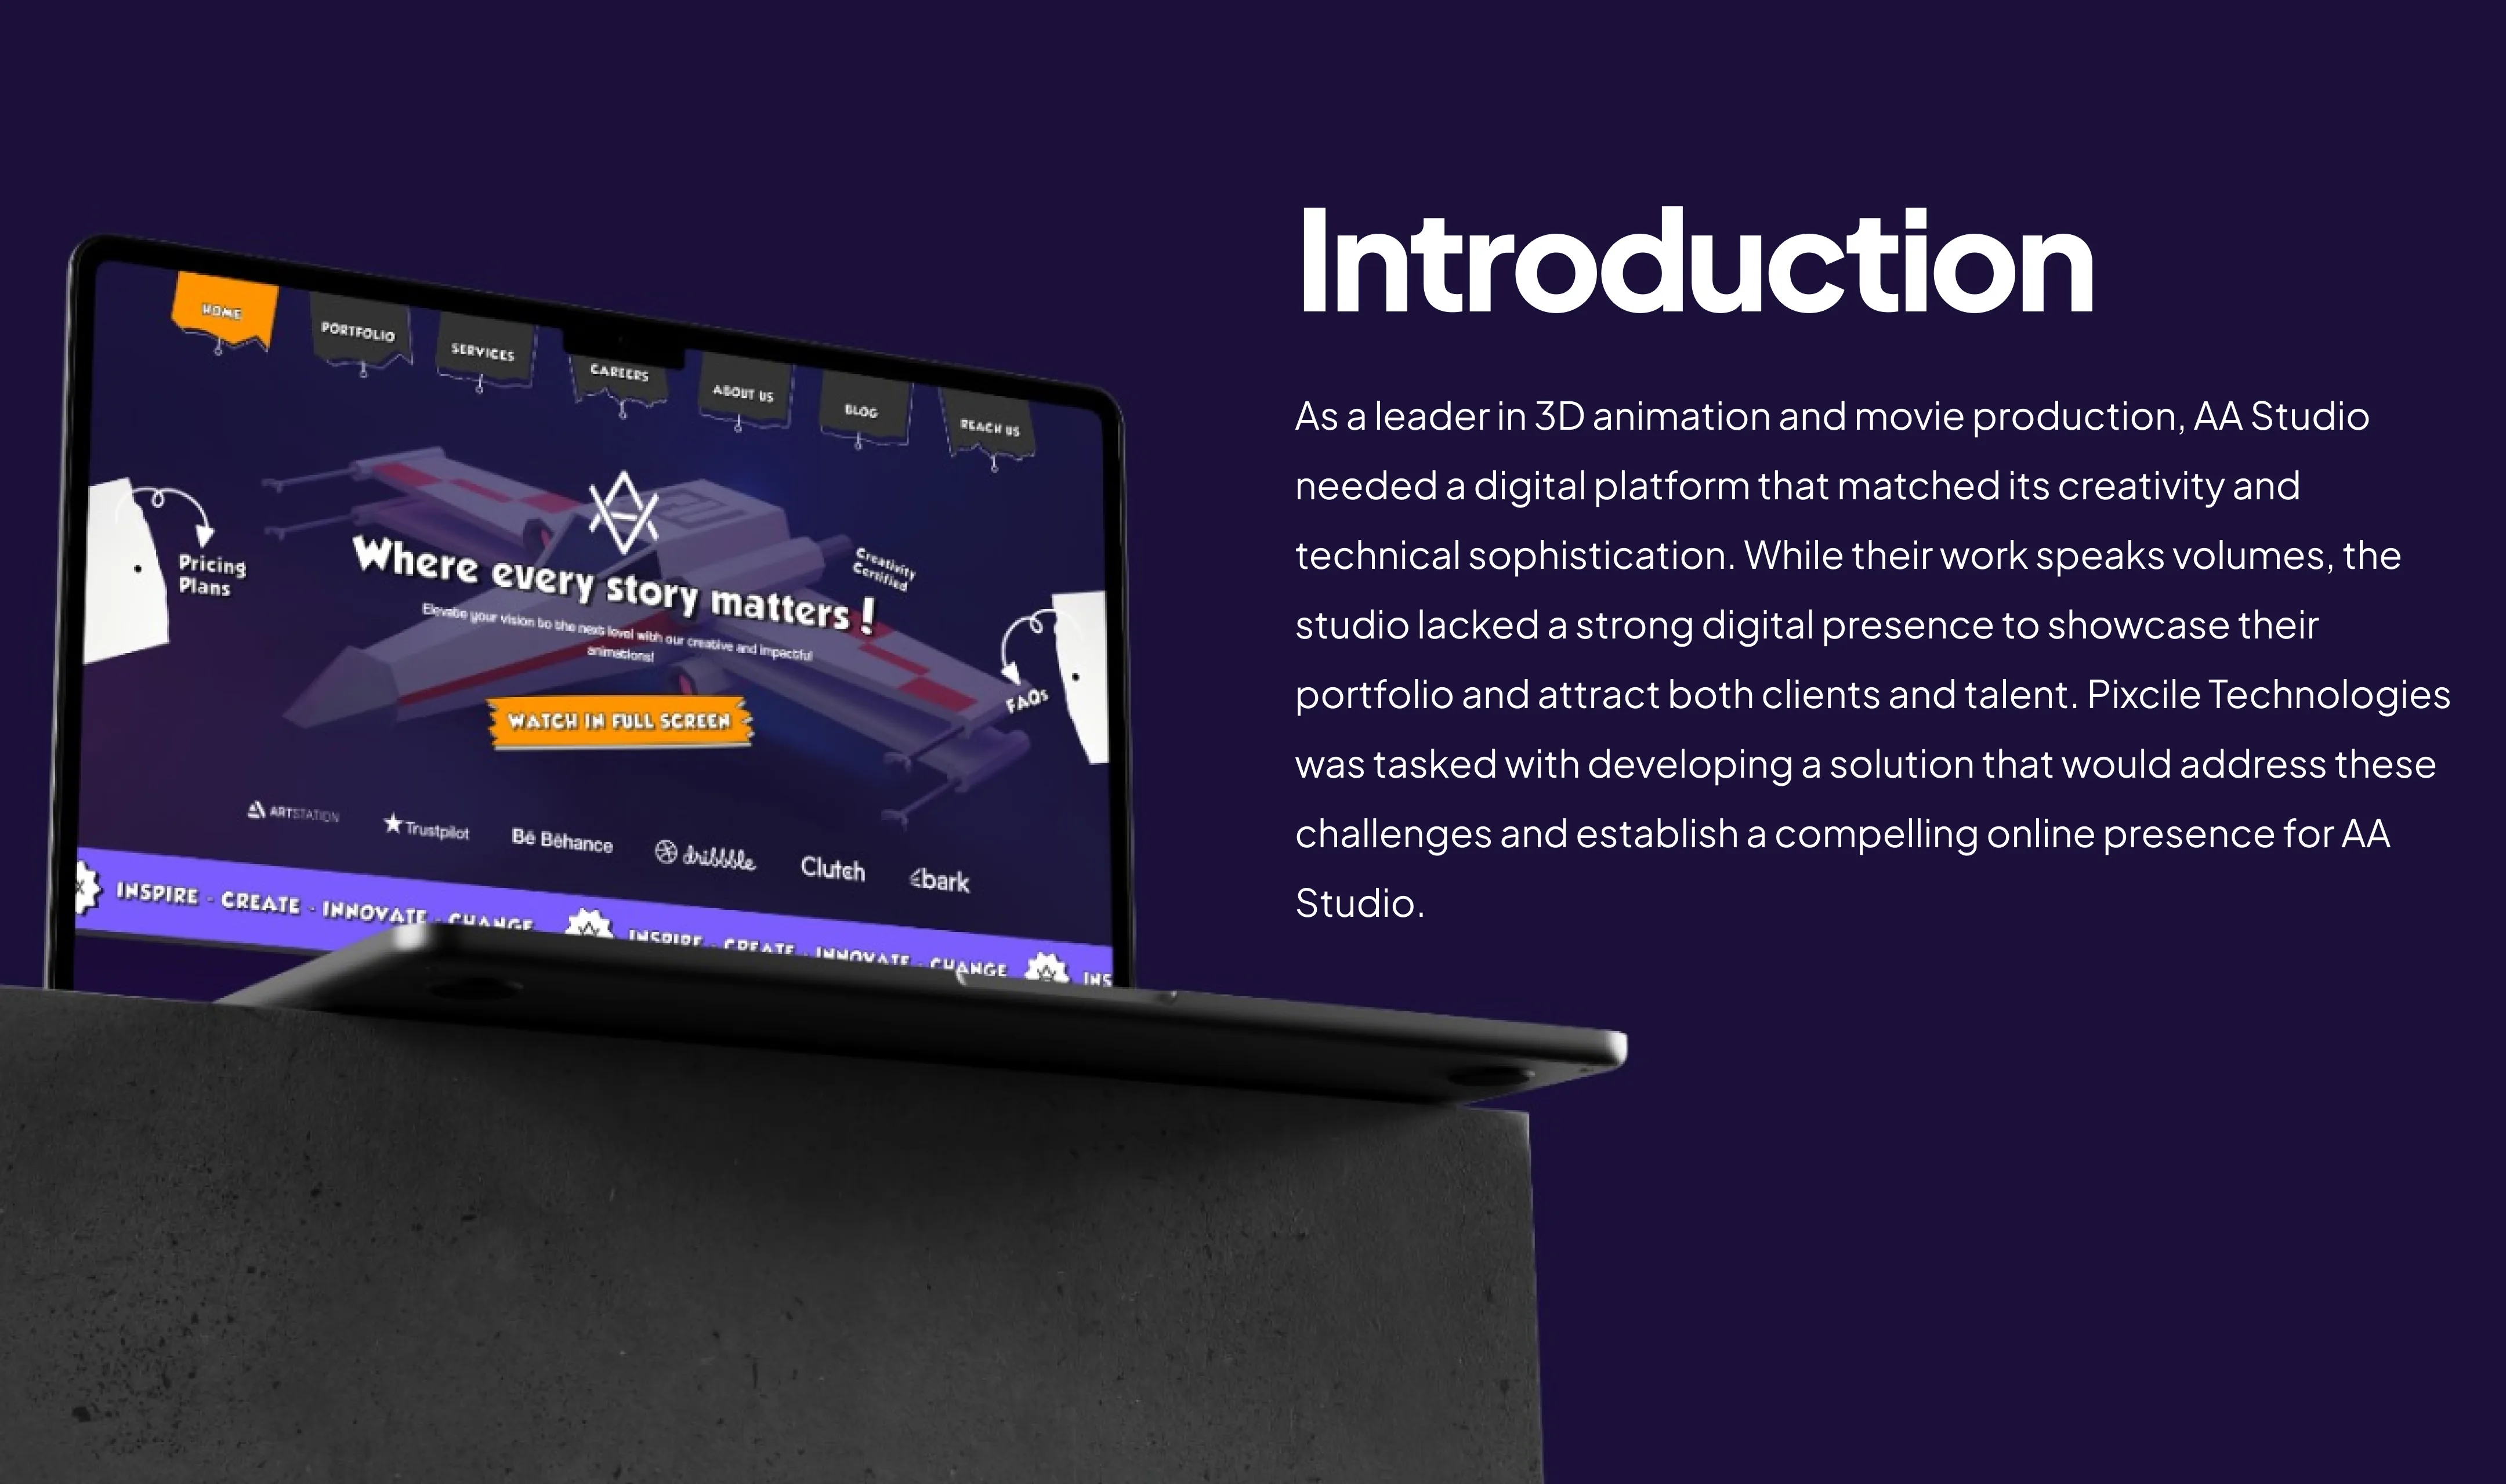 HOME
PORTFOLIO
SERVICES
CAREERS
ABOUT US
BLOG
REACH US
Pricing
Plans
Where every story matters!
Creativity
Certified
Elevate your vision to the next level with our creative and impactful
animations!
FAQs
WATCH IN FULL SCREEN
ARTSTATION
Trustpilot
Bē Bēhance
dribbble
Clutch
bark
INSPIRE - CREATE - INNOVATE - CHANGE
INSPIRE - CREATE - INNOVATE - CHANGE
INS
Introduction
As a leader in 3D animation and movie production, AA Studio
needed a digital platform that matched its creativity and
technical sophistication. While their work speaks volumes, the
studio lacked a strong digital presence to showcase their
portfolio and attract both clients and talent. Pixcile Technologies
was tasked with developing a solution that would address these
challenges and establish a compelling online presence for AA
Studio.